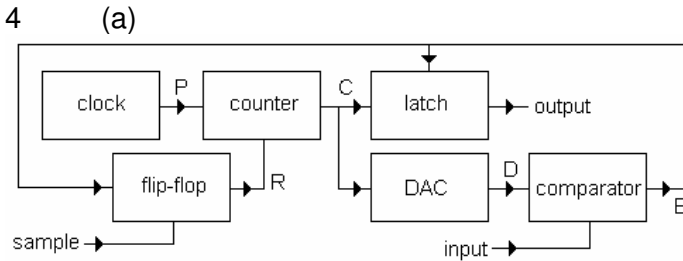 4 (a)
P C
clock counter latch output
R D
flip-flop DAC comparator
E
sample input